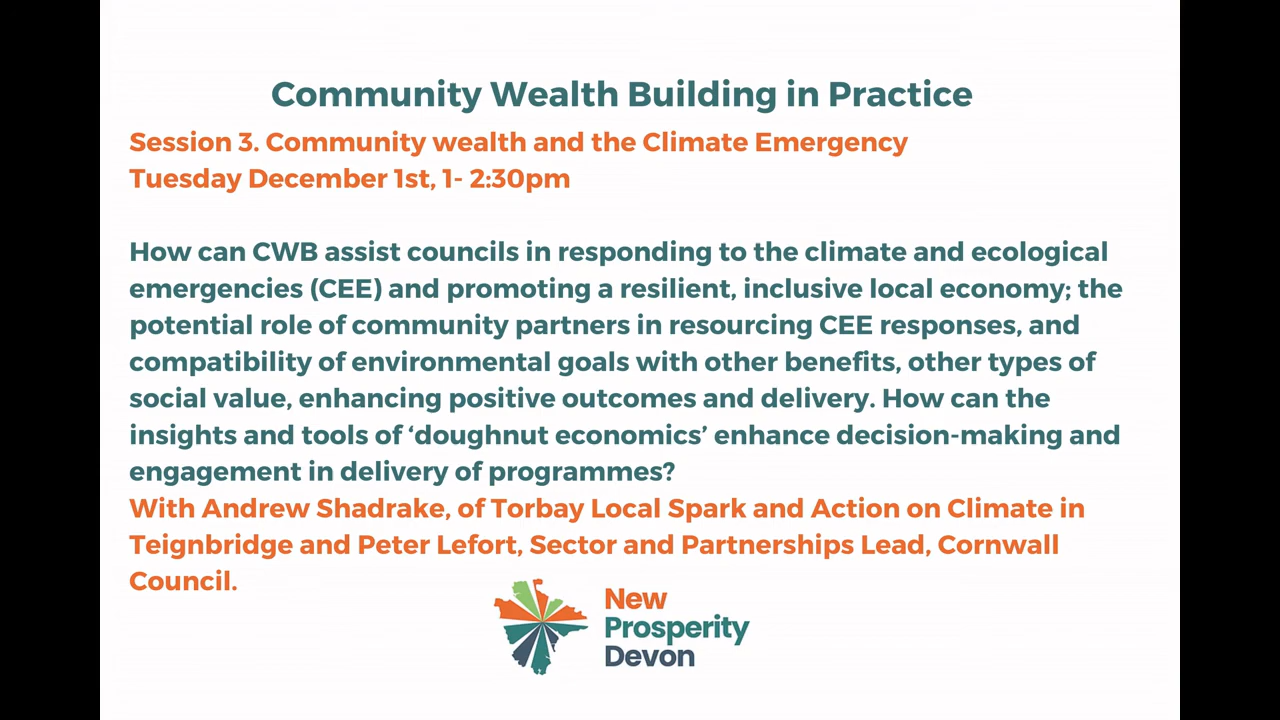 Community Wealth Building in Practice
Session 3. Community wealth and the Climate Emergency
Tuesday December 1st, 1- 2:30pm
How can CWB assist councils in responding to the climate and ecological
emergencies (CEE) and promoting a resilient, inclusive local economy; the
potential role of community partners in resourcing CEE responses, and
compatibility of environmental goals with other benefits, other types of
social value, enhancing positive outcomes and delivery. How can the
insights and tools of ‘doughnut economics’ enhance decision-making and
engagement in delivery of programmes?
With Andrew Shadrake, of Torbay Local Spark and Action on Climate in
Teignbridge and Peter Lefort, Sector and Partnerships Lead, Cornwall
Council.
New
Prosperity
Devon